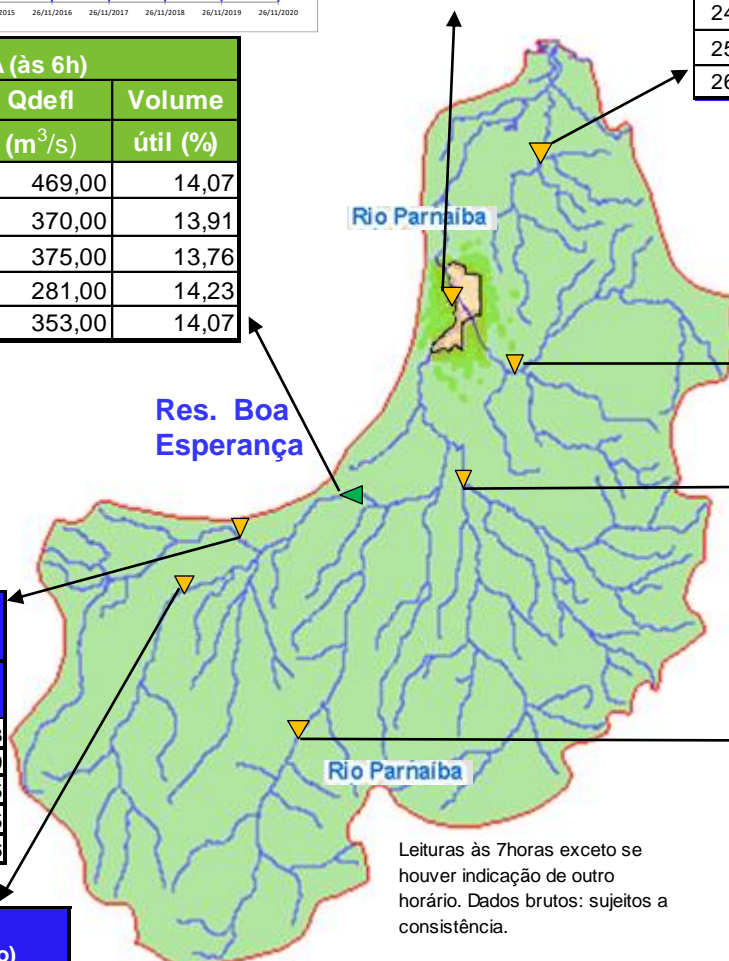 26/11/2016 26/11/2017 26/11/2018 26/11/2019 26/11/2020
(às 6h)
Qdefl Volume
(m³/s) útil (%)
469,00 14,07
370,00 13,91
375,00 13,76
281,00 14,23
353,00 14,07
24
25
26
Rio Parnaíba
Res. Boa
Esperança
Rio Parnaíba
Leituras às 7horas exceto se
houver indicação de outro
horário. Dados brutos: sujeitos a
consistência.